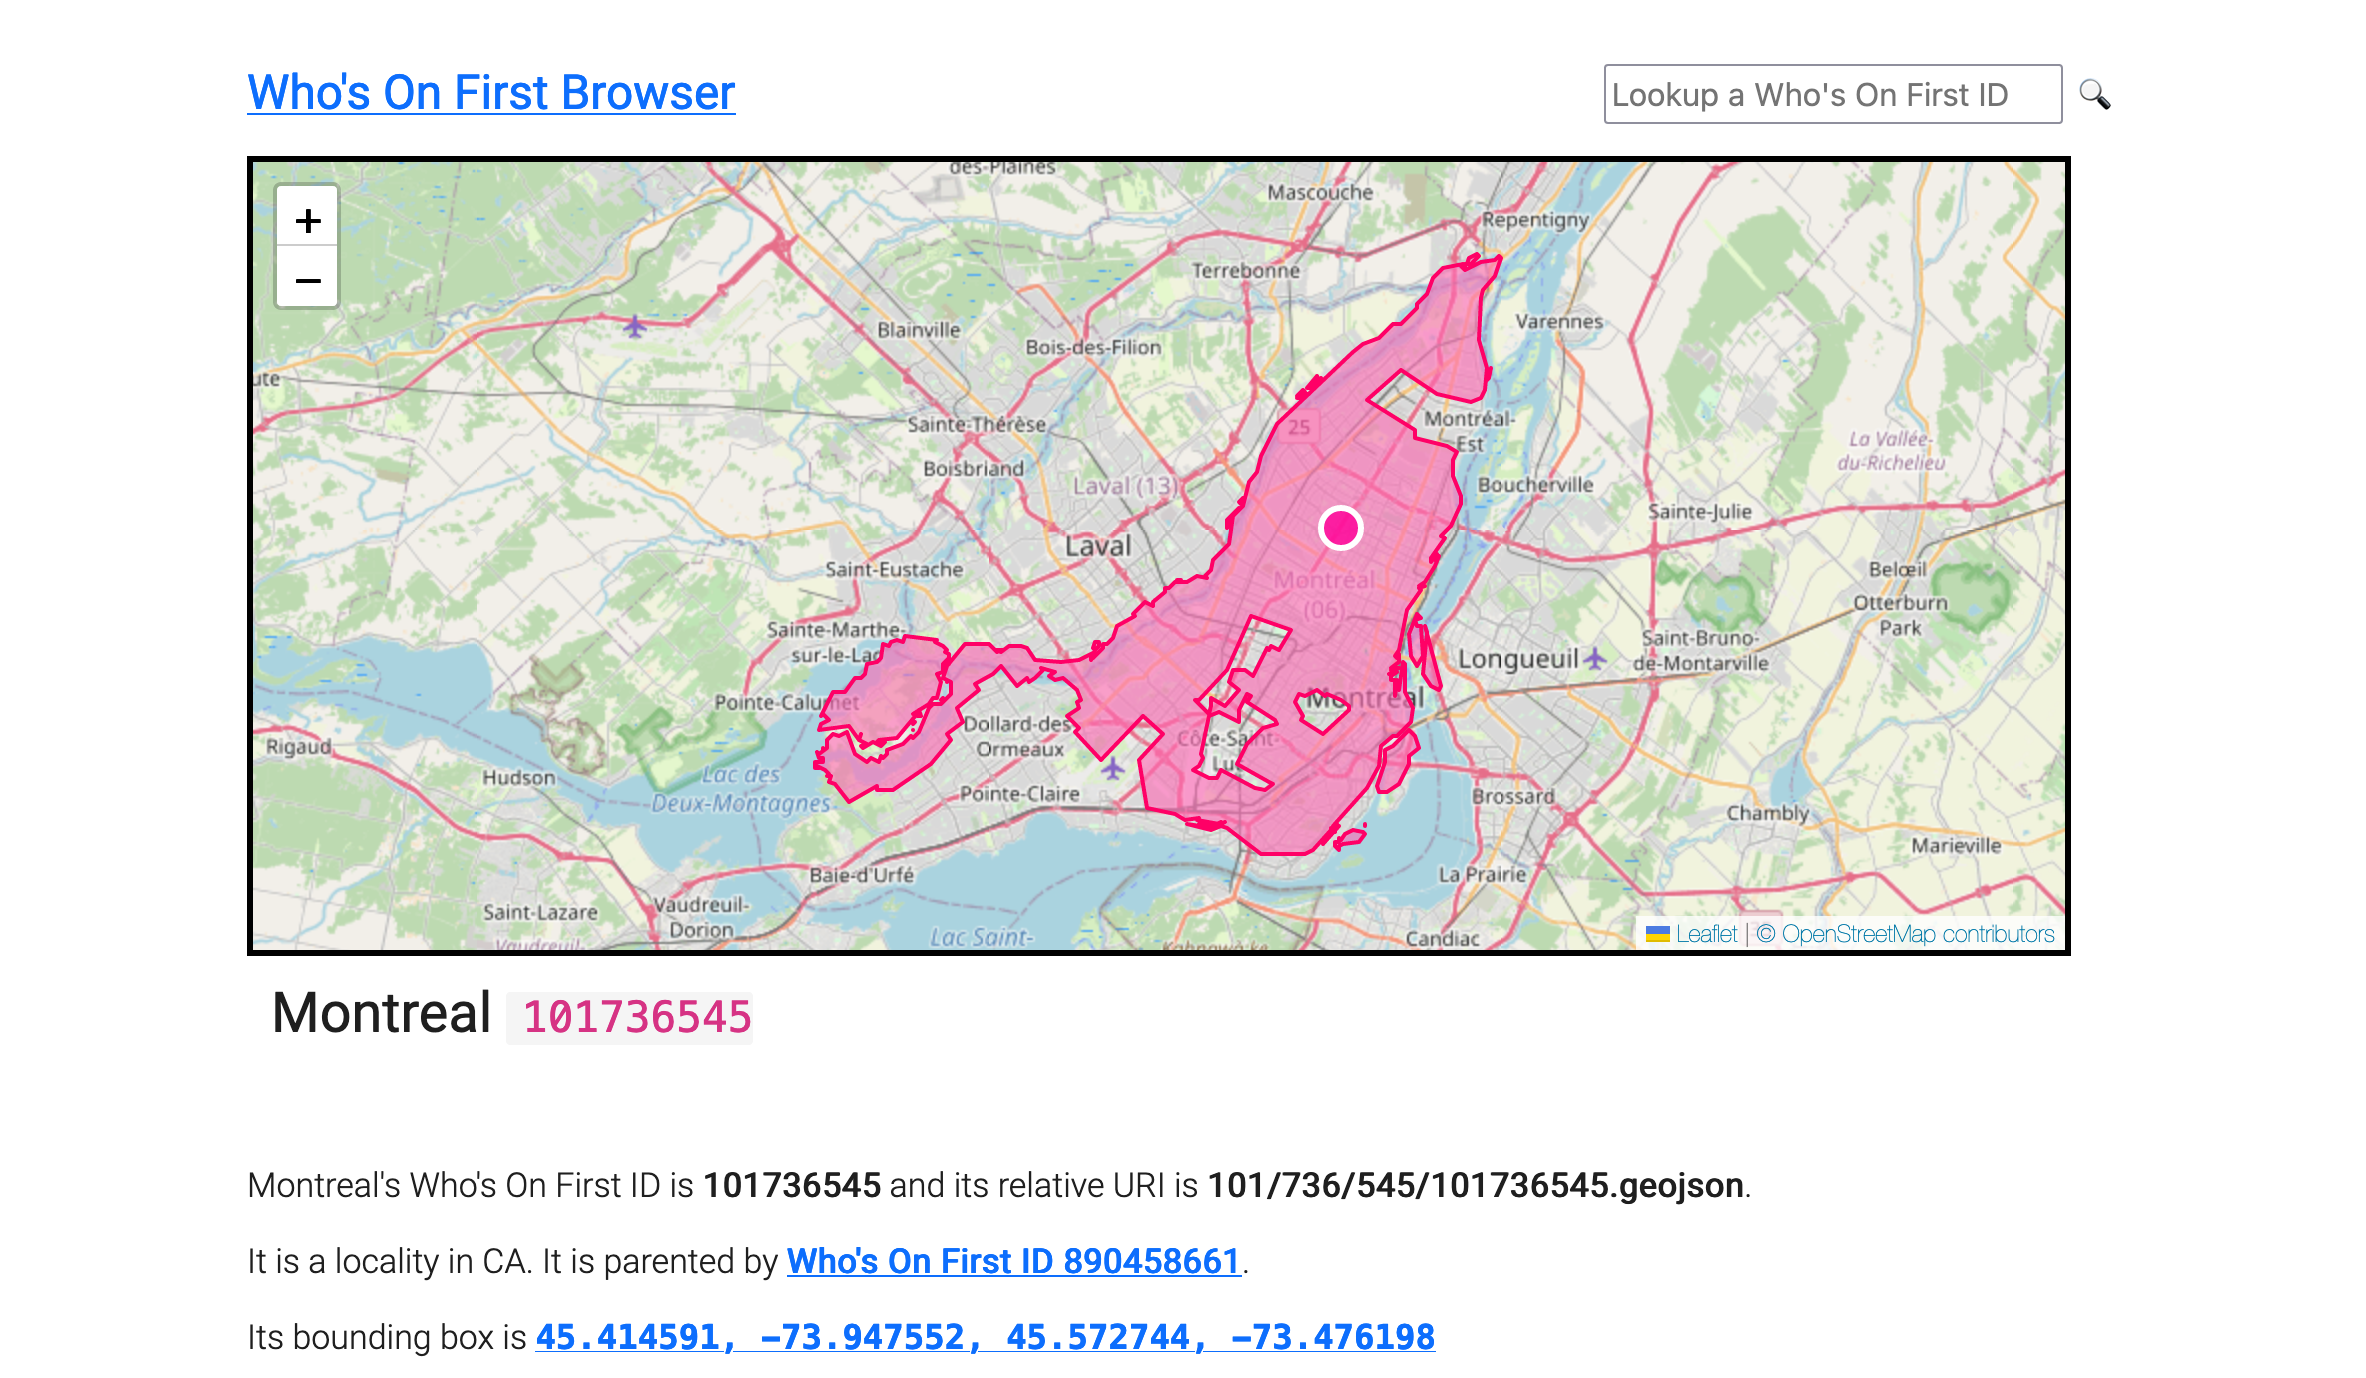 Who's On First Browser
Lookup a Who's On First ID
+
−
des-Plaines
Mascouche
Repentigny
Terrebonne
Varennes
Blainville
Bois-des-Filion
ute
Sainte-Thérèse
25
Montréal-
Est
La Vallée-
du-Richelieu
Boisbriand
Laval (13)
Boucherville
Sainte-Julie
Laval
Saint-Eustache
Montréal
(06)
Belœil
Otterburn
Park
Sainte-Marthe-
sur-le-Lac
Saint-Bruno-
de-Montarville
Longueuil
Pointe-Calumet
Montréal
Dollard-des
Ormeaux
Côte-Saint-
Luc
Rigaud
Hudson
Lac des
Deux-Montagnes
Pointe-Claire
Brossard
Chambly
Marieville
Baie-d'Urfé
La Prairie
Saint-Lazare
Vaudreuil-
Dorion
Vaudreuil-
Lac Saint-
Kahnawà:ke
Candiac
Leaflet | © OpenStreetMap contributors
Montreal 101736545
Montreal's Who's On First ID is 101736545 and its relative URI is 101/736/545/101736545.geojson.
It is a locality in CA. It is parented by Who's On First ID 890458661.
Its bounding box is 45.414591, -73.947552, 45.572744, -73.476198